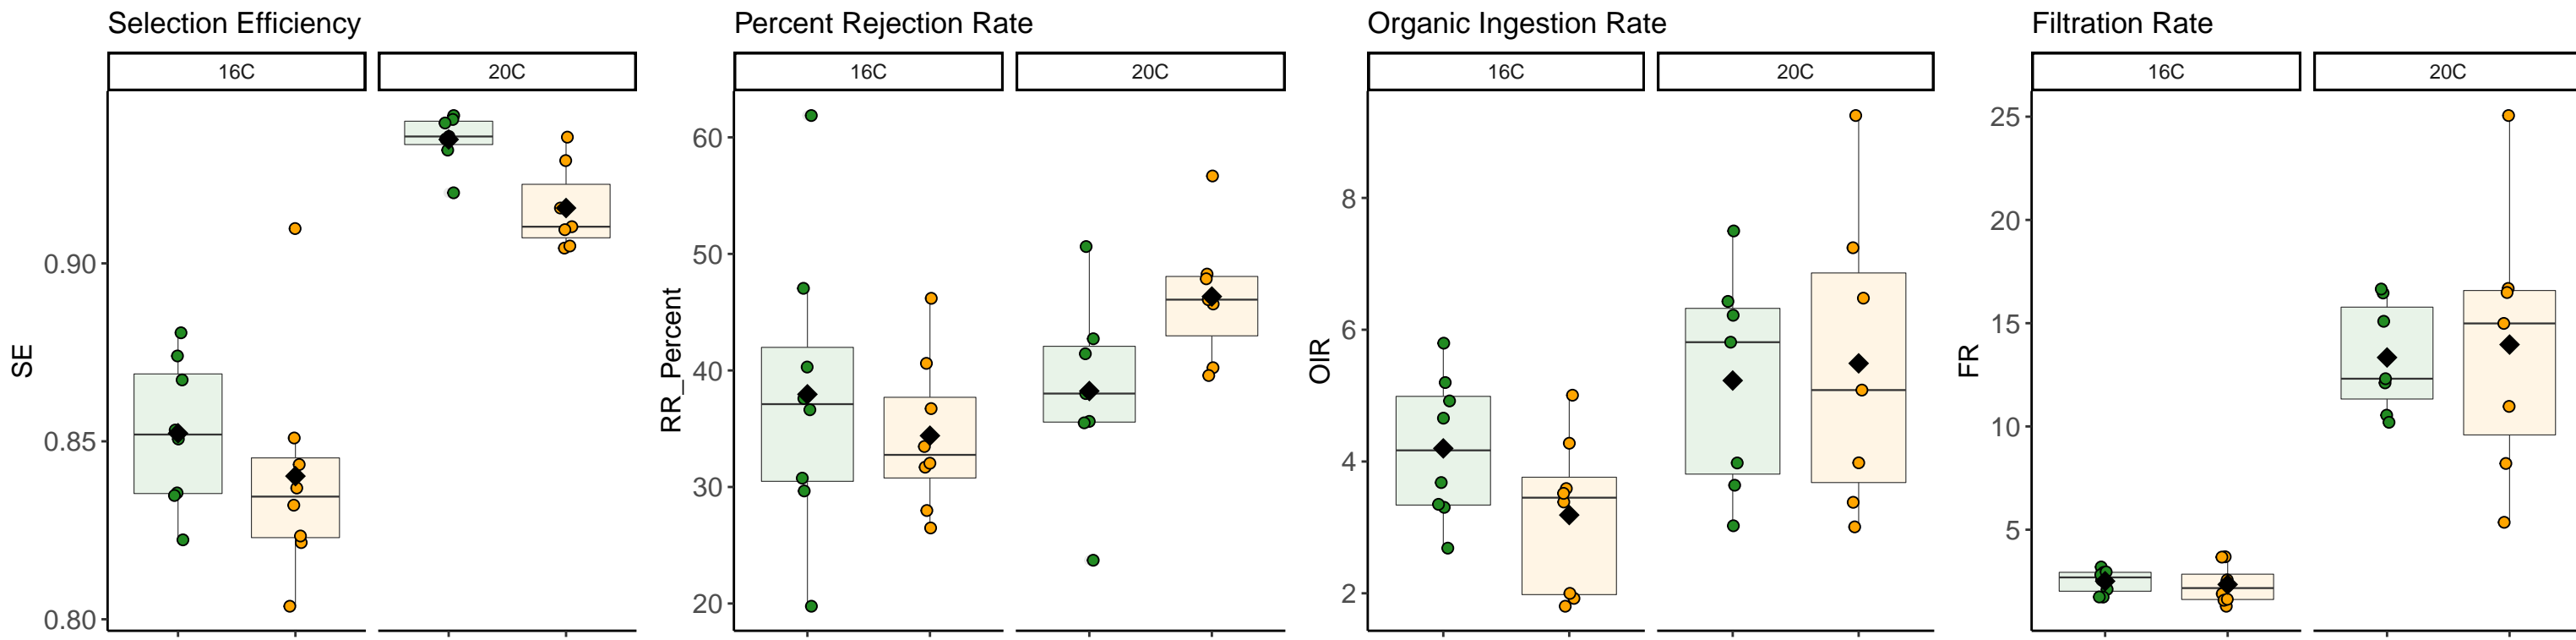 Selection Efficiency
16C 20C
SE
0.90
0.85
0.80
Percent Rejection Rate
16C 20C
RR_Percent
60
50
40
30
20
Organic Ingestion Rate
16C 20C
OIR
8
6
4
2
Filtration Rate
16C 20C
FR
25
20
15
10
5